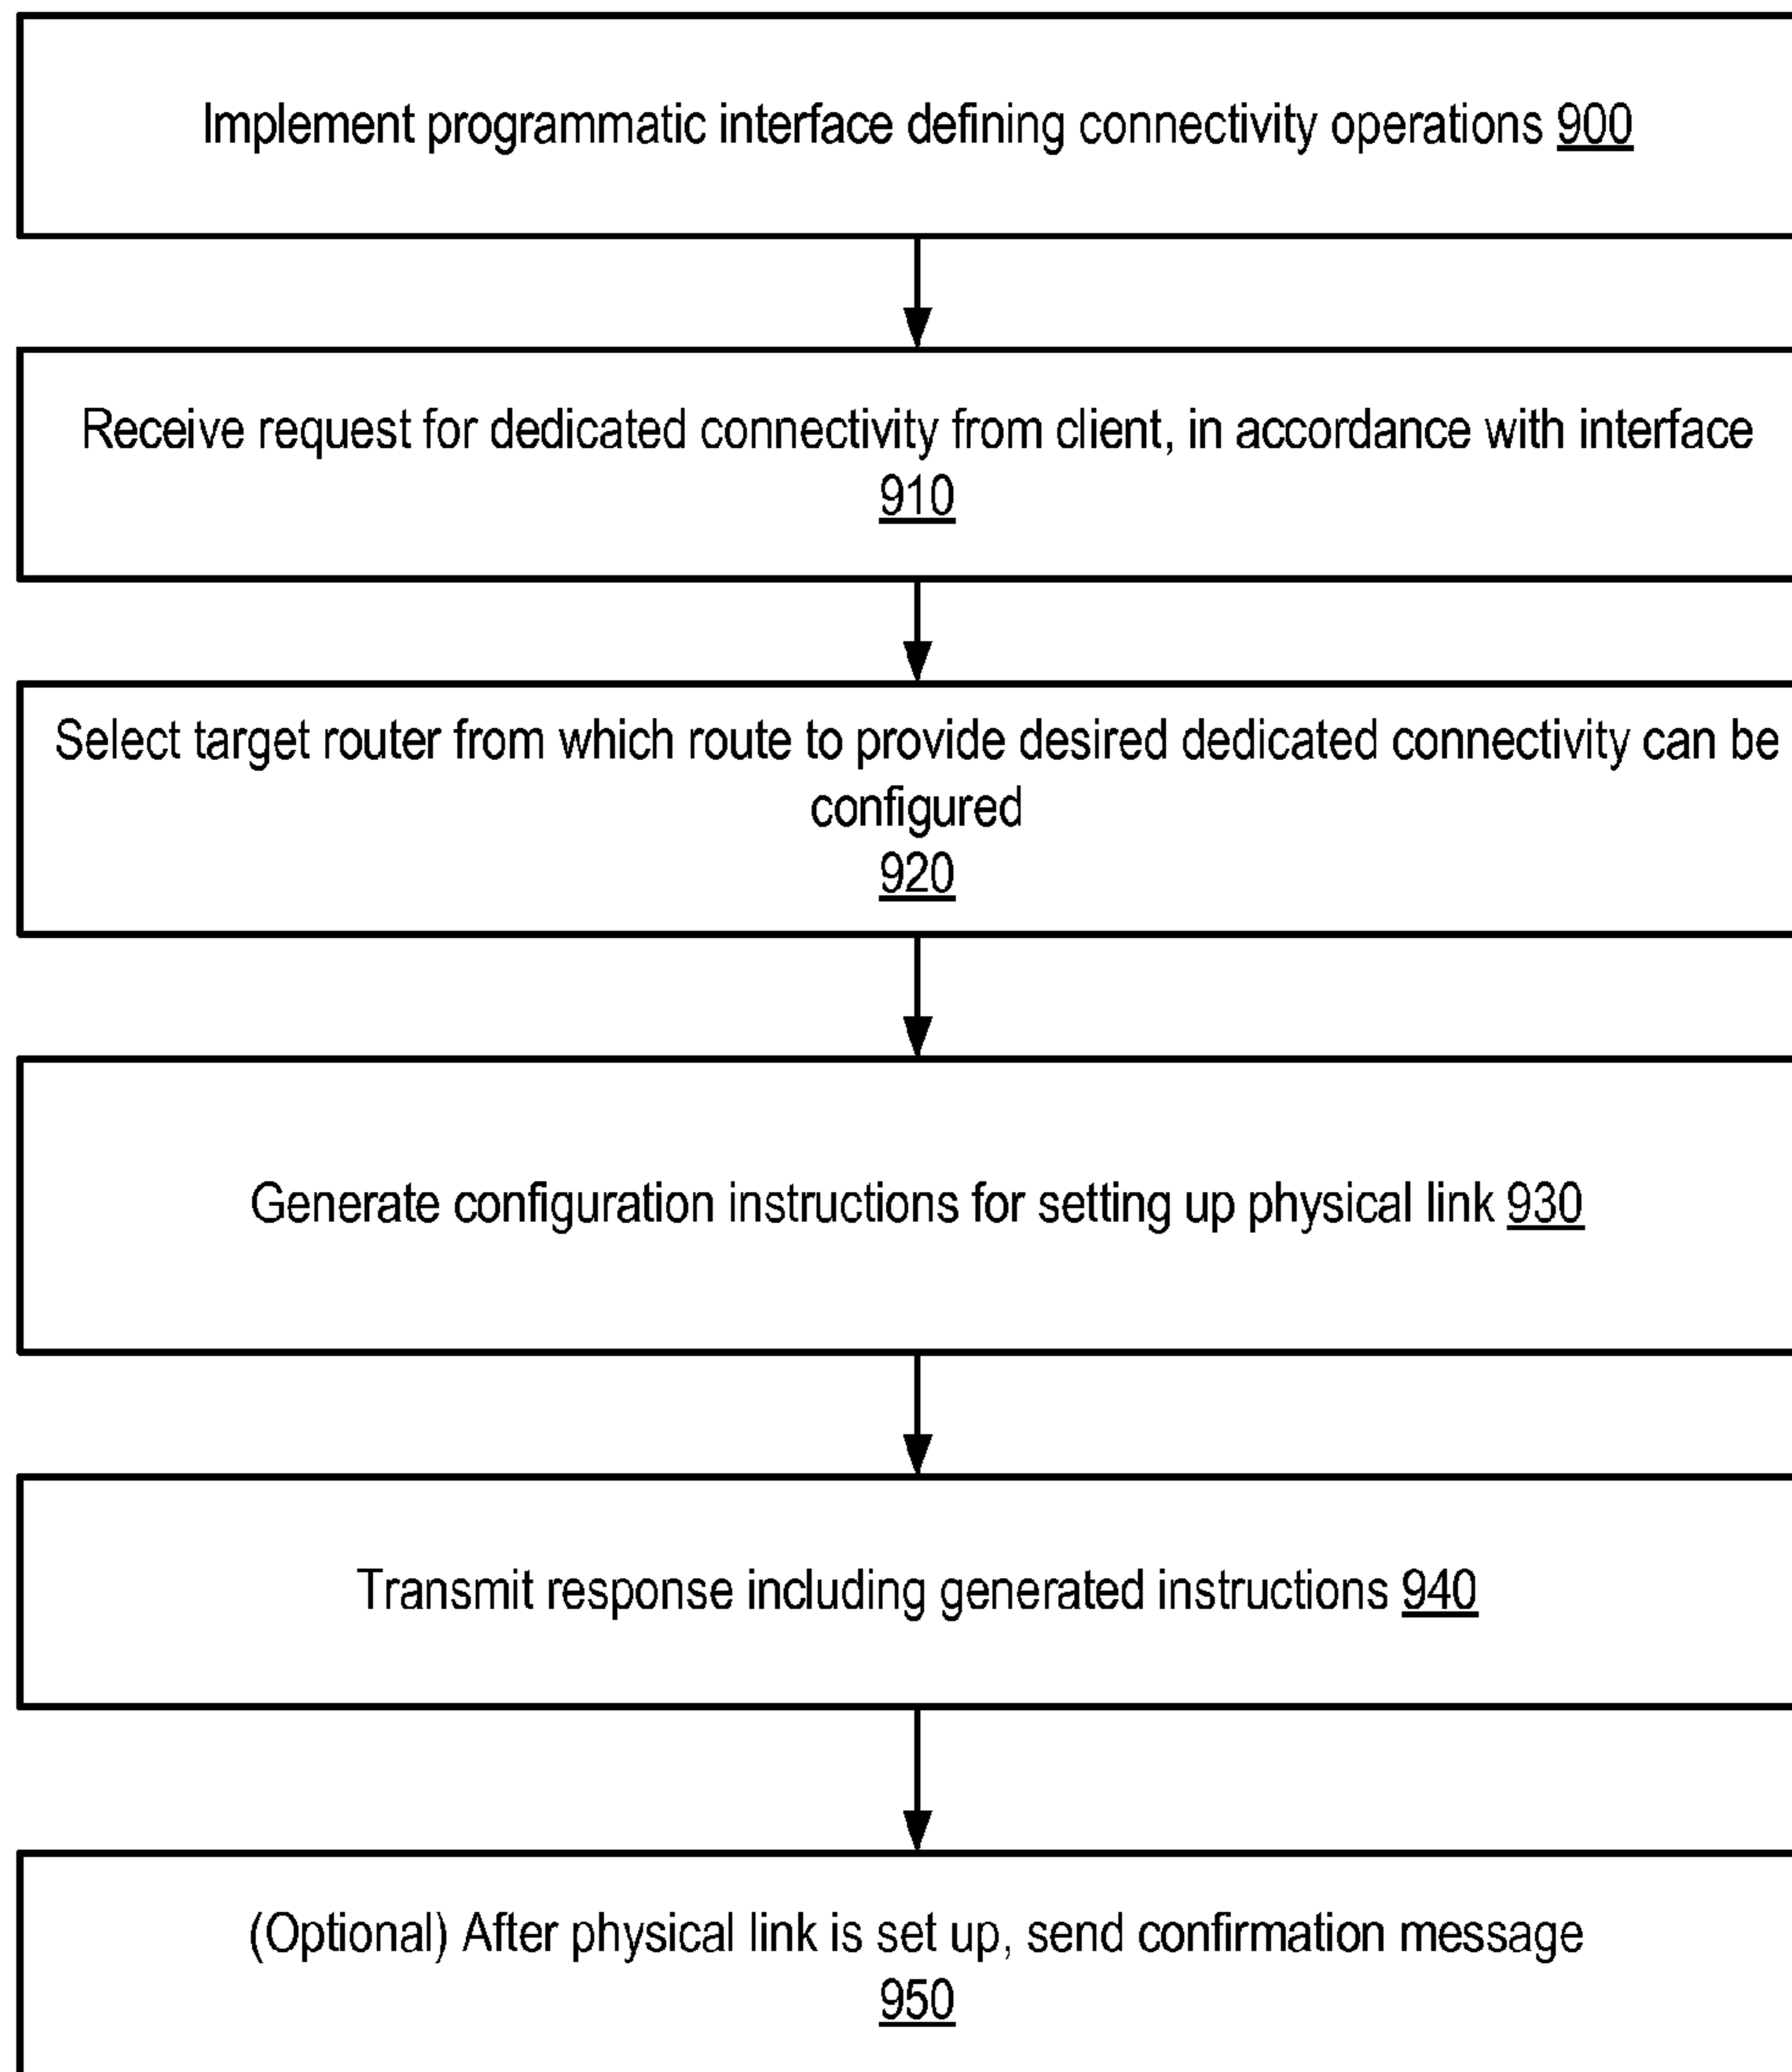 Implement programmatic interface defining connectivity operations 900
Receive request for dedicated connectivity from client, in accordance with interface
910
Select target router from which route to provide desired dedicated connectivity can be
configured
920
Generate configuration instructions for setting up physical link 930
Transmit response including generated instructions 940
(Optional) After physical link is set up, send confirmation message
950